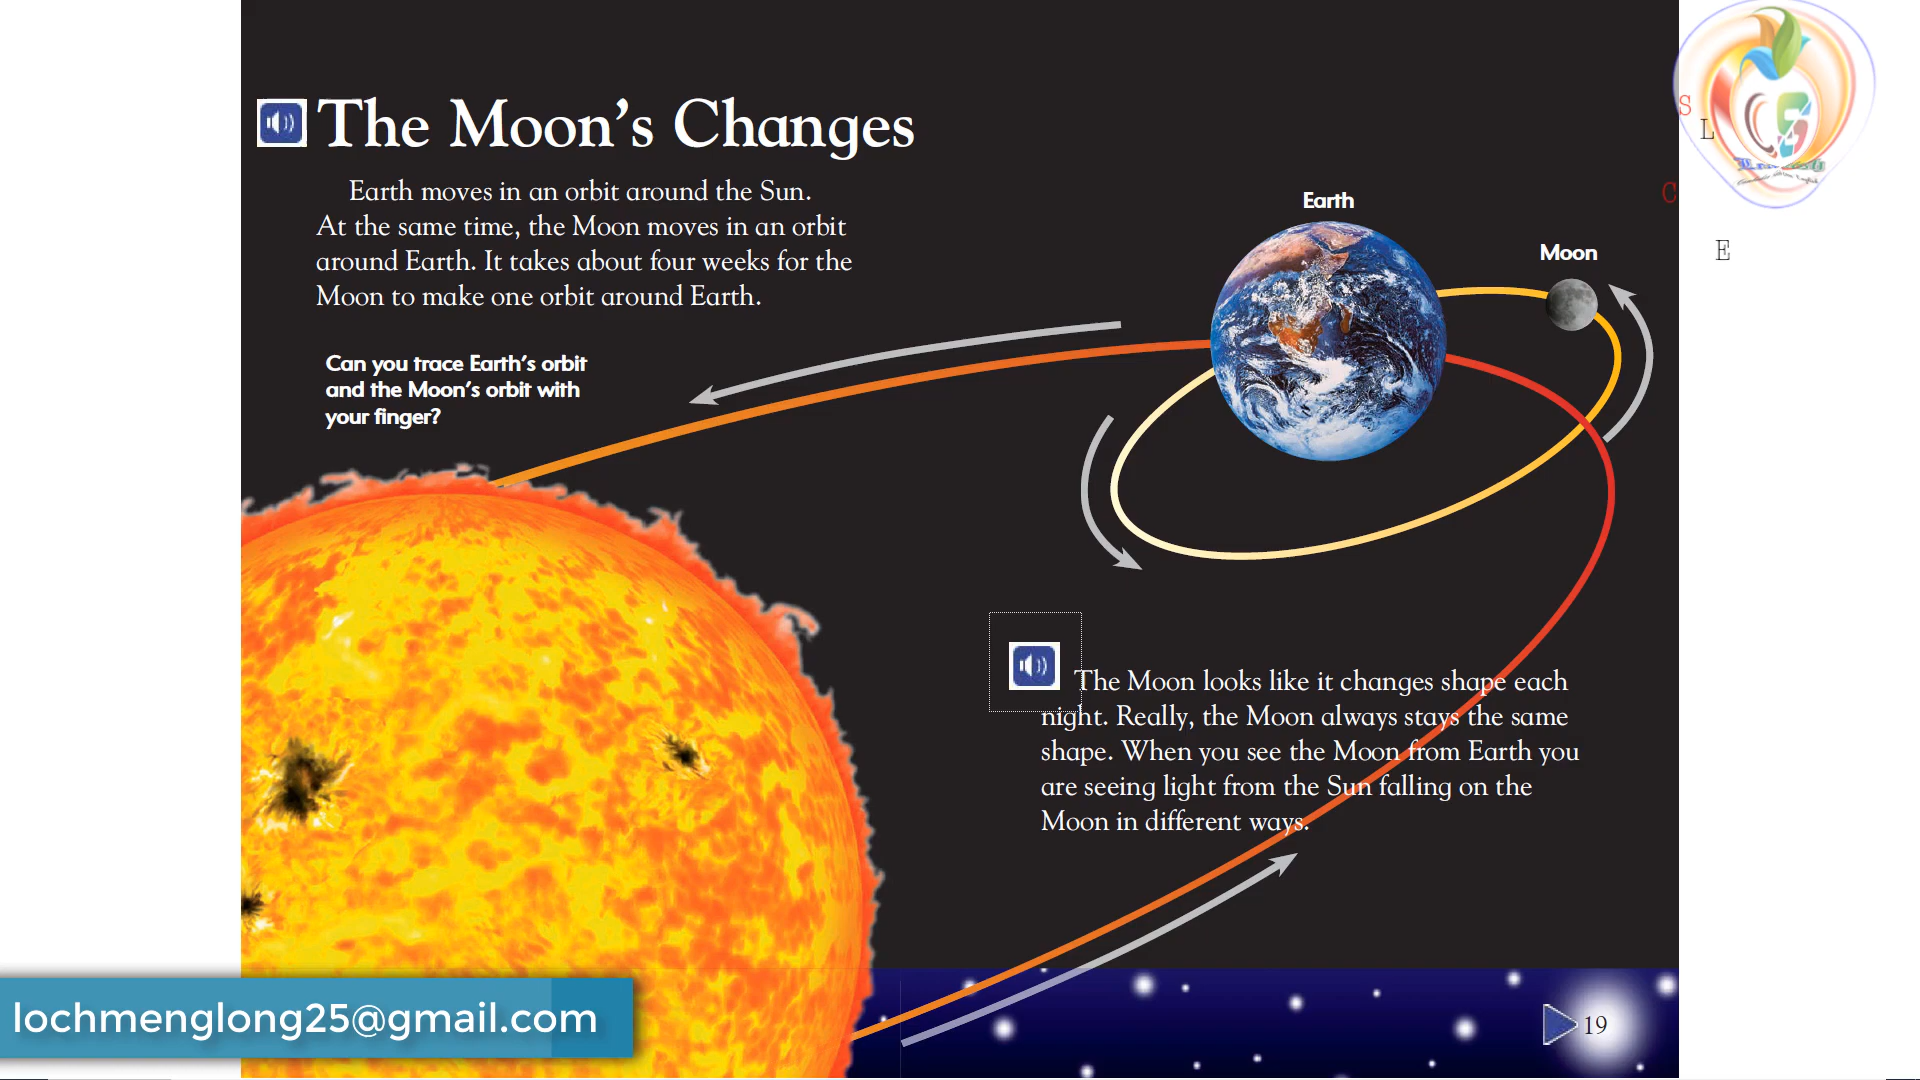 The Moon's Changes
Earth moves in an orbit around the Sun.
At the same time, the Moon moves in an orbit
around Earth. It takes about four weeks for the
Moon to make one orbit around Earth.
Can you trace Earth's orbit
and the Moon's orbit with
your finger?
Earth
Moon
The Moon looks like it changes shape each
night. Really, the Moon always stays the same
shape. When you see the Moon from Earth you
are seeing light from the Sun falling on the
Moon in different ways.
19
lochmenglong25@gmail.com
S
L
C
E